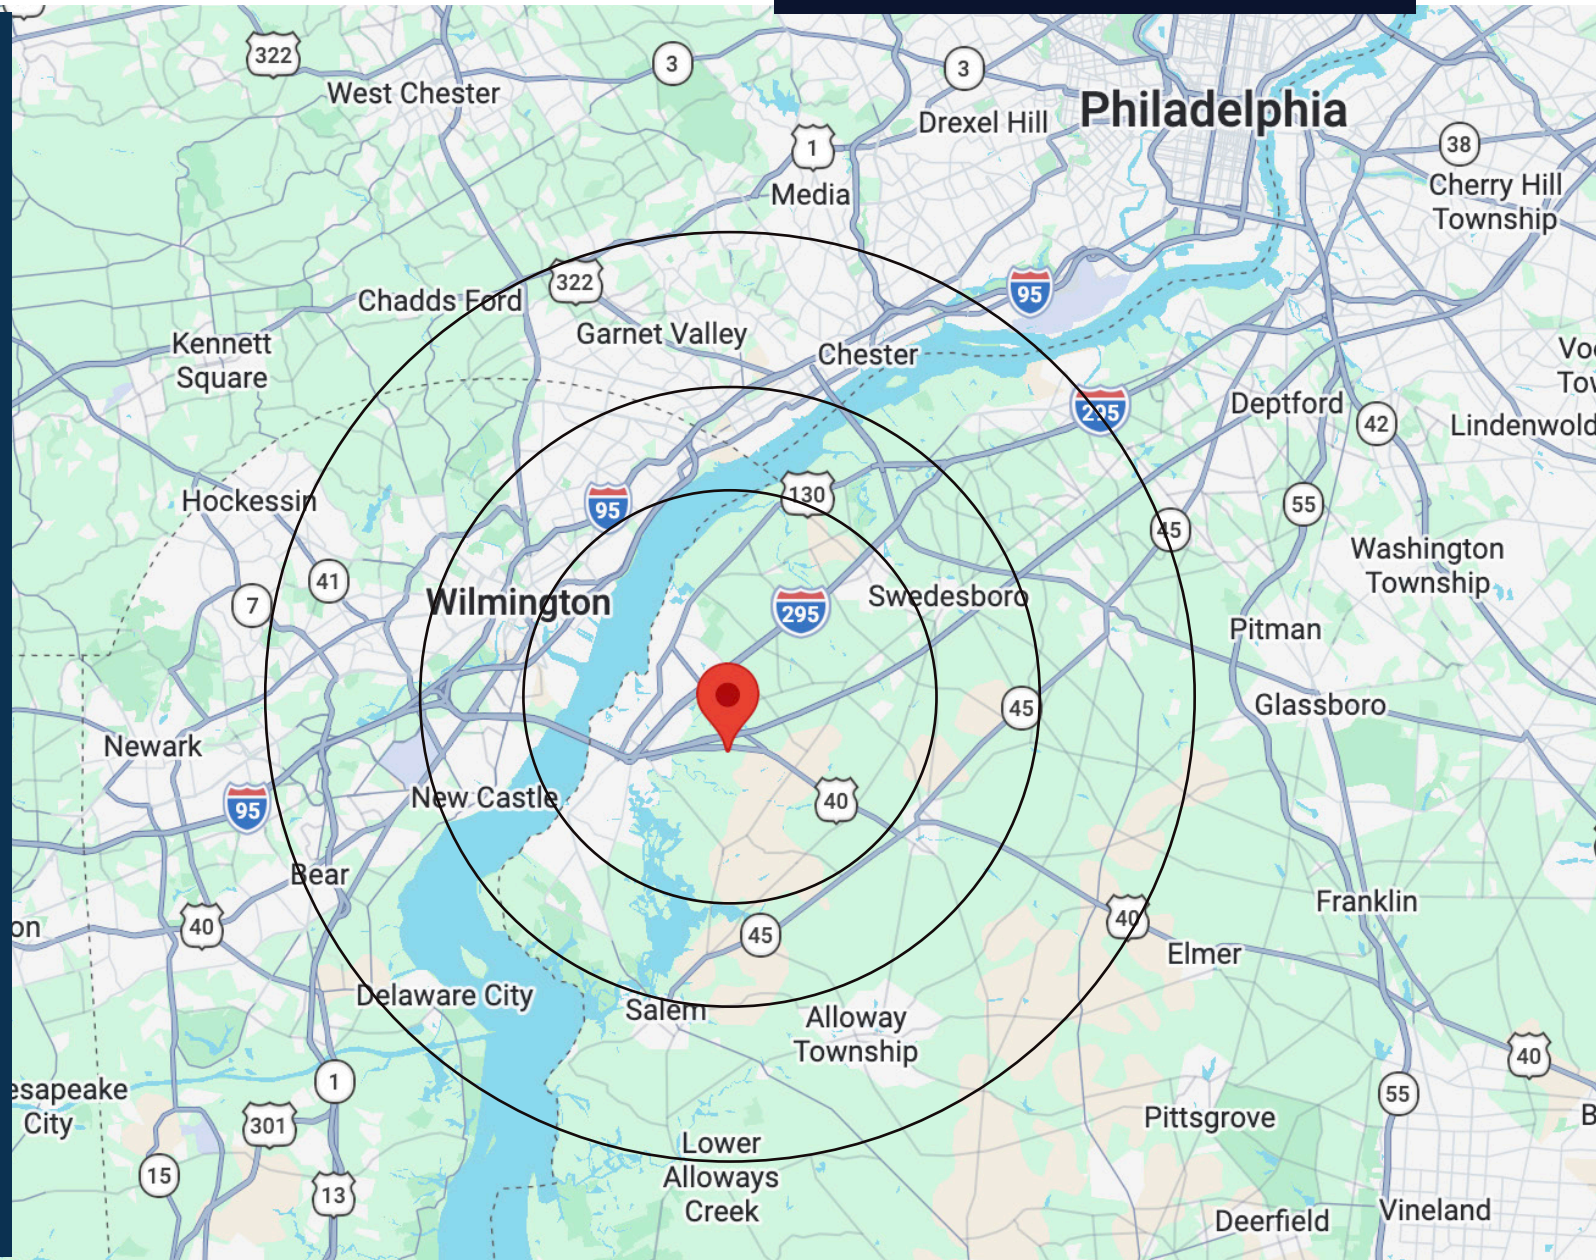 322
West Chester
3
3
Drexel Hill
Philadelphia
1
Media
38
Cherry Hill
Township
322
95
Chadds Ford
Garnet Valley
Kennett
Square
Chester
295
Deptford
42
Lindenwold
Hockessin
95
130
55
45
41
7
Wilmington
295
Swedesboro
Washington
Township
Pitman
45
Glassboro
Newark
95
New Castle
40
Bear
40
45
40
Franklin
Elmer
Delaware City
Salem
Alloway
Township
40
esapeake
City
1
301
55
Pittsgrove
15
13
Lower
Alloways
Creek
Deerfield
Vineland